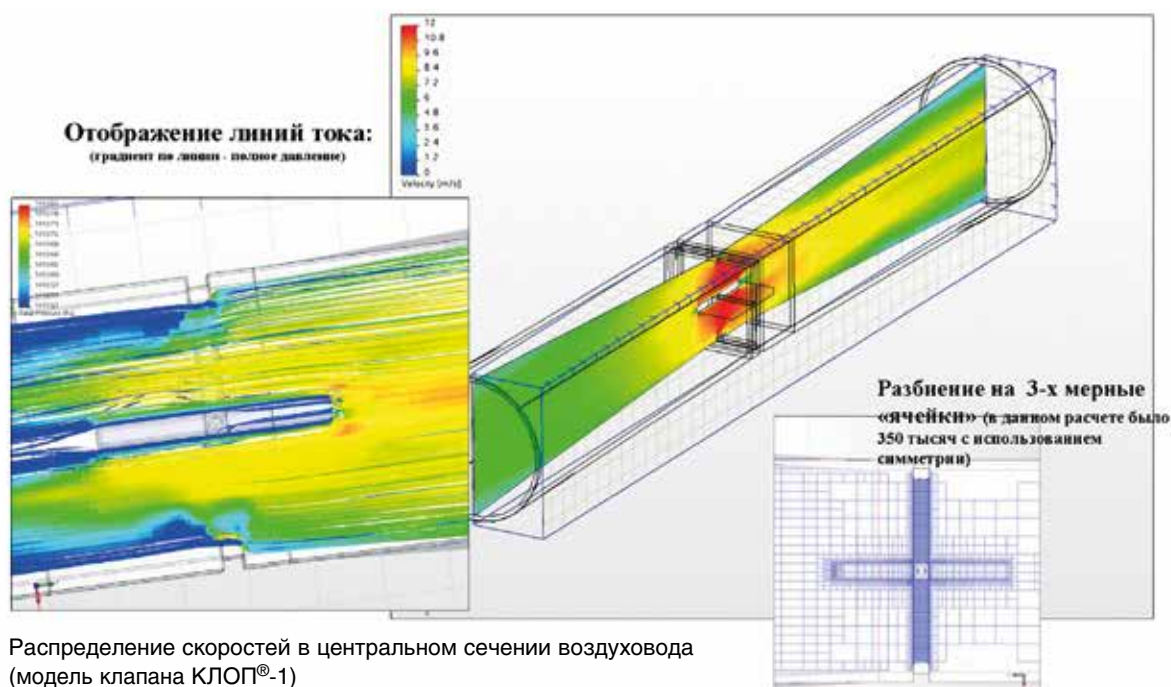 12
10.8
9.6
8.4
7.2
6
4.8
3.6
2.4
1.2
0
Velocity [m/s]
Отображение линий тока:
(градиент по линии - полное давление)
Разбиение на 3-х мерные
«ячейки» (в данном расчете было
350 тысяч с использованием
симметрии)
Распределение скоростей в центральном сечении воздуховода
(модель клапана КЛОП®-1)